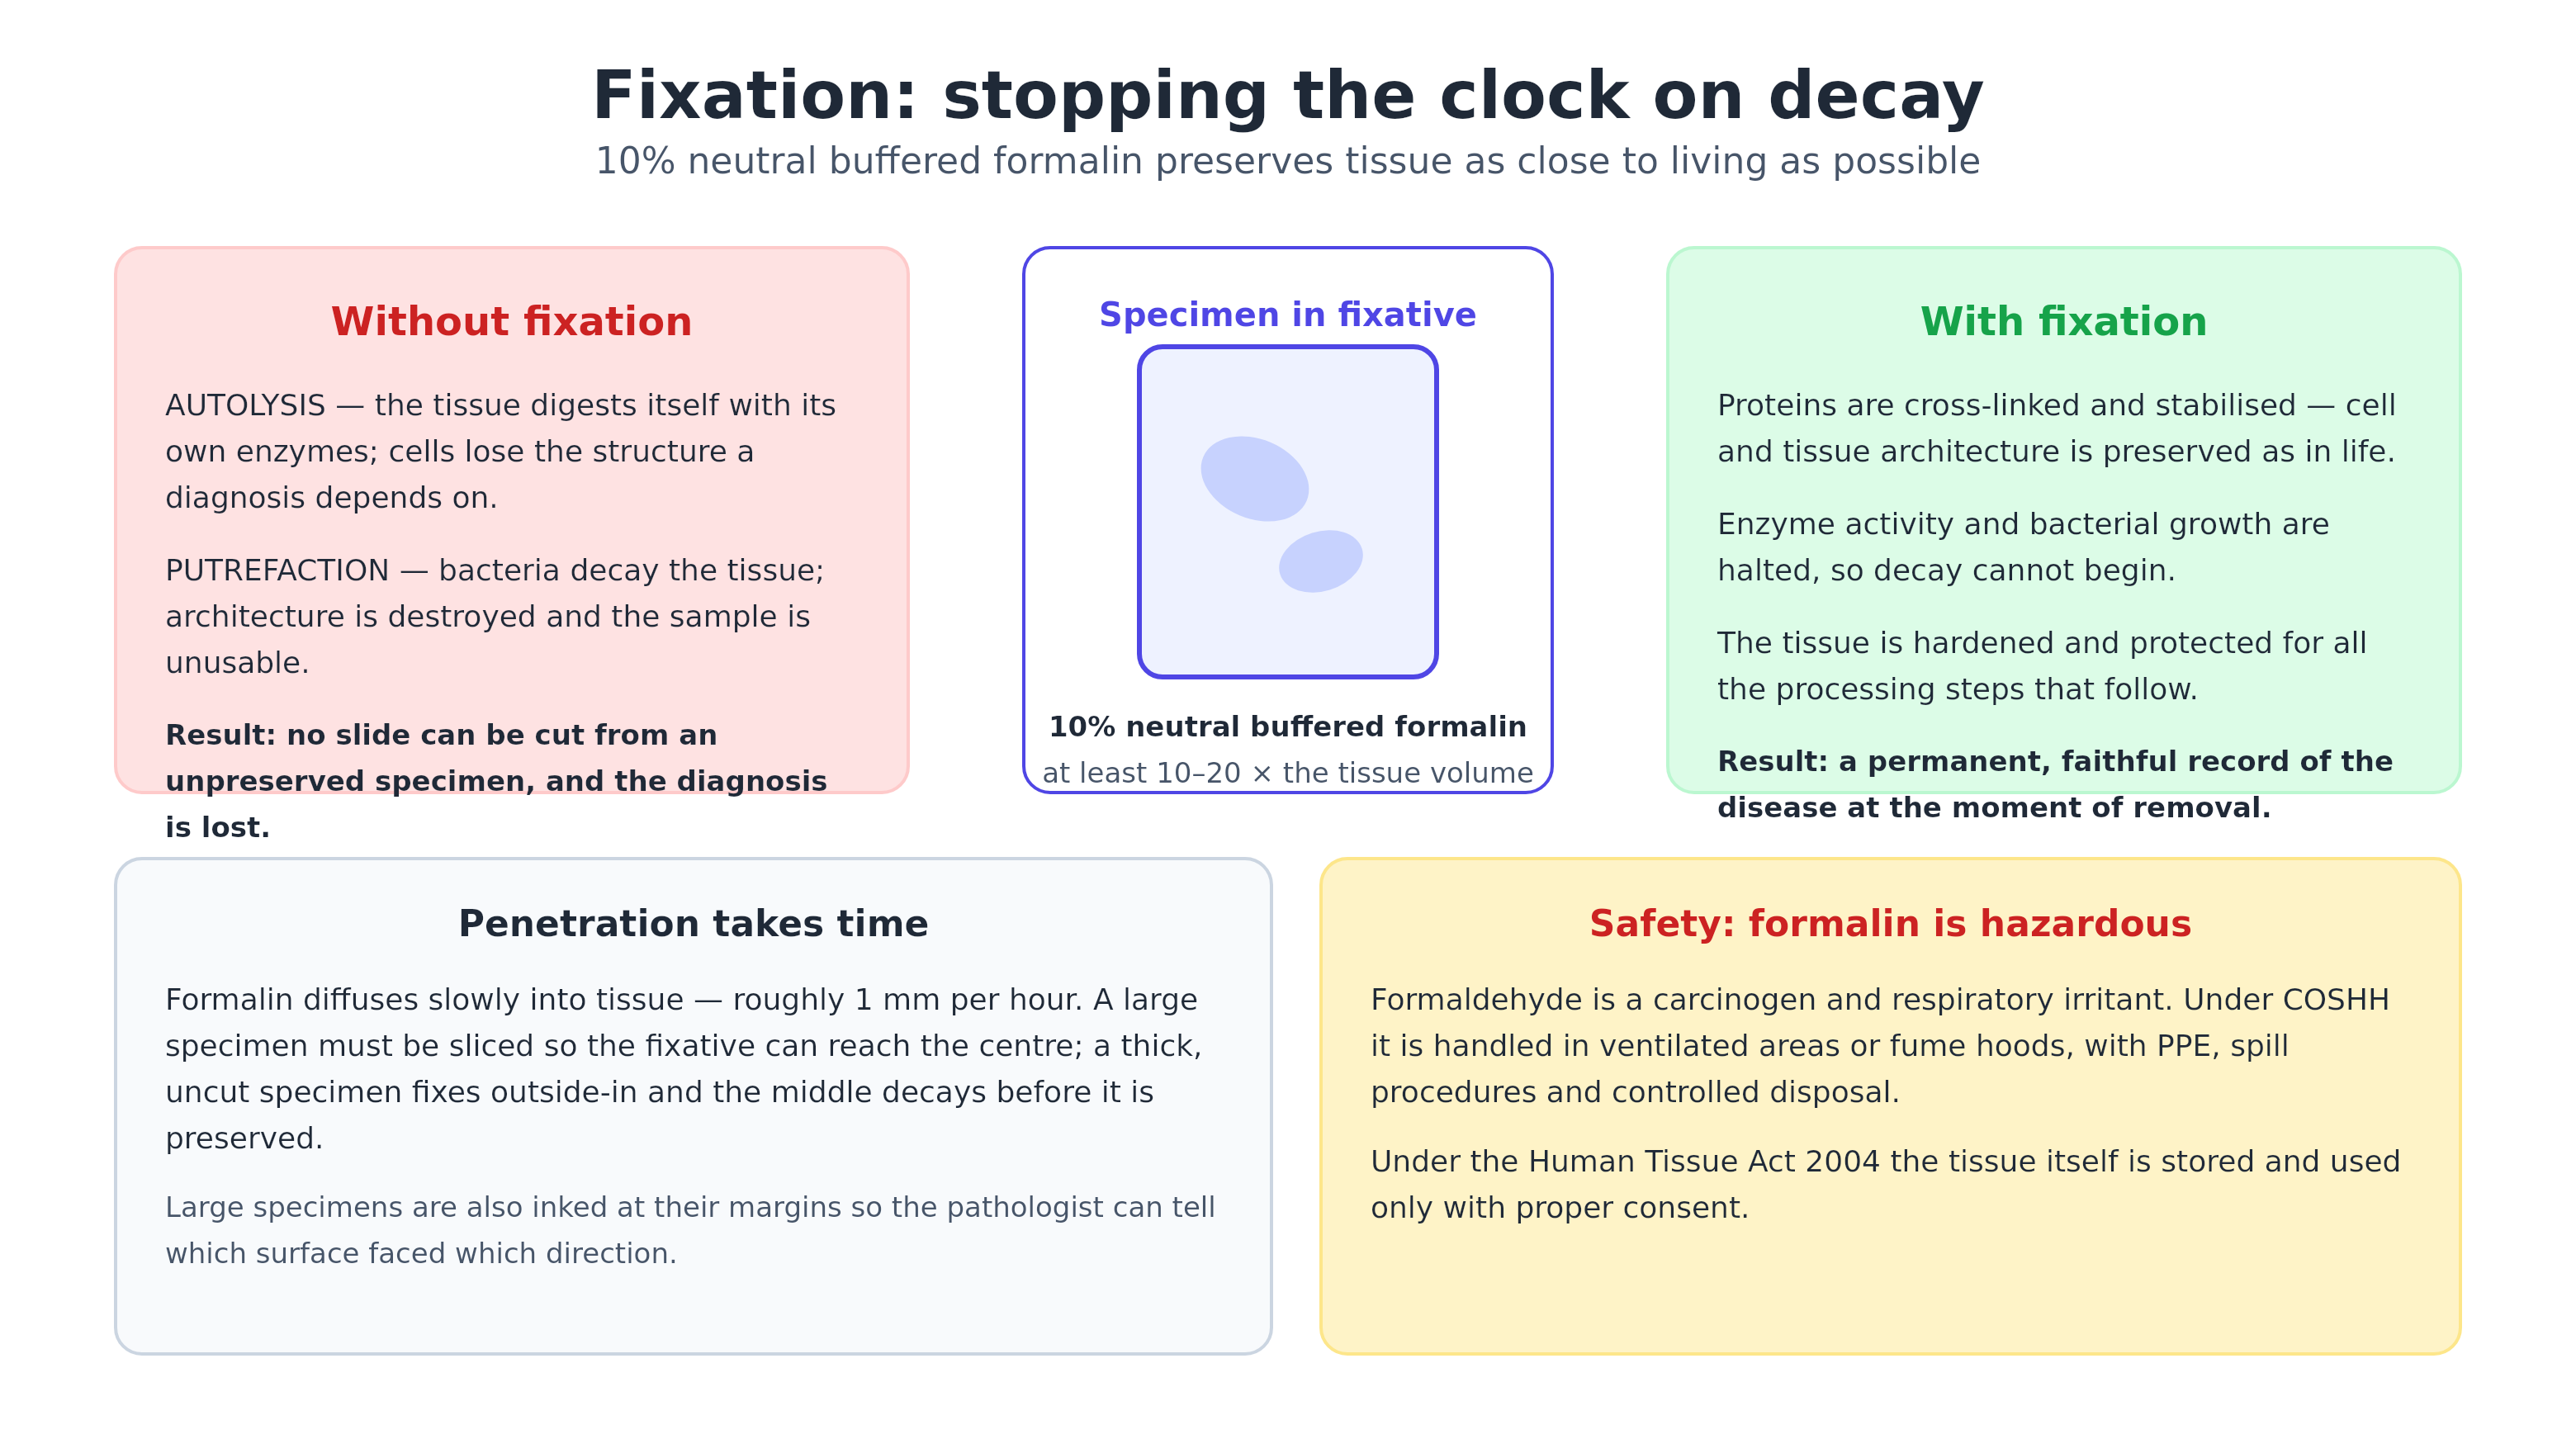 Fixation: stopping the clock on decay
10% neutral buffered formalin preserves tissue as close to living as possible
Without fixation
AUTOLYSIS — the tissue digests itself with its
own enzymes; cells lose the structure a
diagnosis depends on.
PUTREFACTION — bacteria decay the tissue;
architecture is destroyed and the sample is
unusable.
Result: no slide can be cut from an
unpreserved specimen, and the diagnosis
is lost.
Specimen in fixative
10% neutral buffered formalin
at least 10–20 × the tissue volume
With fixation
Proteins are cross-linked and stabilised — cell
and tissue architecture is preserved as in life.
Enzyme activity and bacterial growth are
halted, so decay cannot begin.
The tissue is hardened and protected for all
the processing steps that follow.
Result: a permanent, faithful record of the
disease at the moment of removal.
Penetration takes time
Formalin diffuses slowly into tissue — roughly 1 mm per hour. A large
specimen must be sliced so the fixative can reach the centre; a thick,
uncut specimen fixes outside-in and the middle decays before it is
preserved.
Large specimens are also inked at their margins so the pathologist can tell
which surface faced which direction.
Safety: formalin is hazardous
Formaldehyde is a carcinogen and respiratory irritant. Under COSHH
it is handled in ventilated areas or fume hoods, with PPE, spill
procedures and controlled disposal.
Under the Human Tissue Act 2004 the tissue itself is stored and used
only with proper consent.